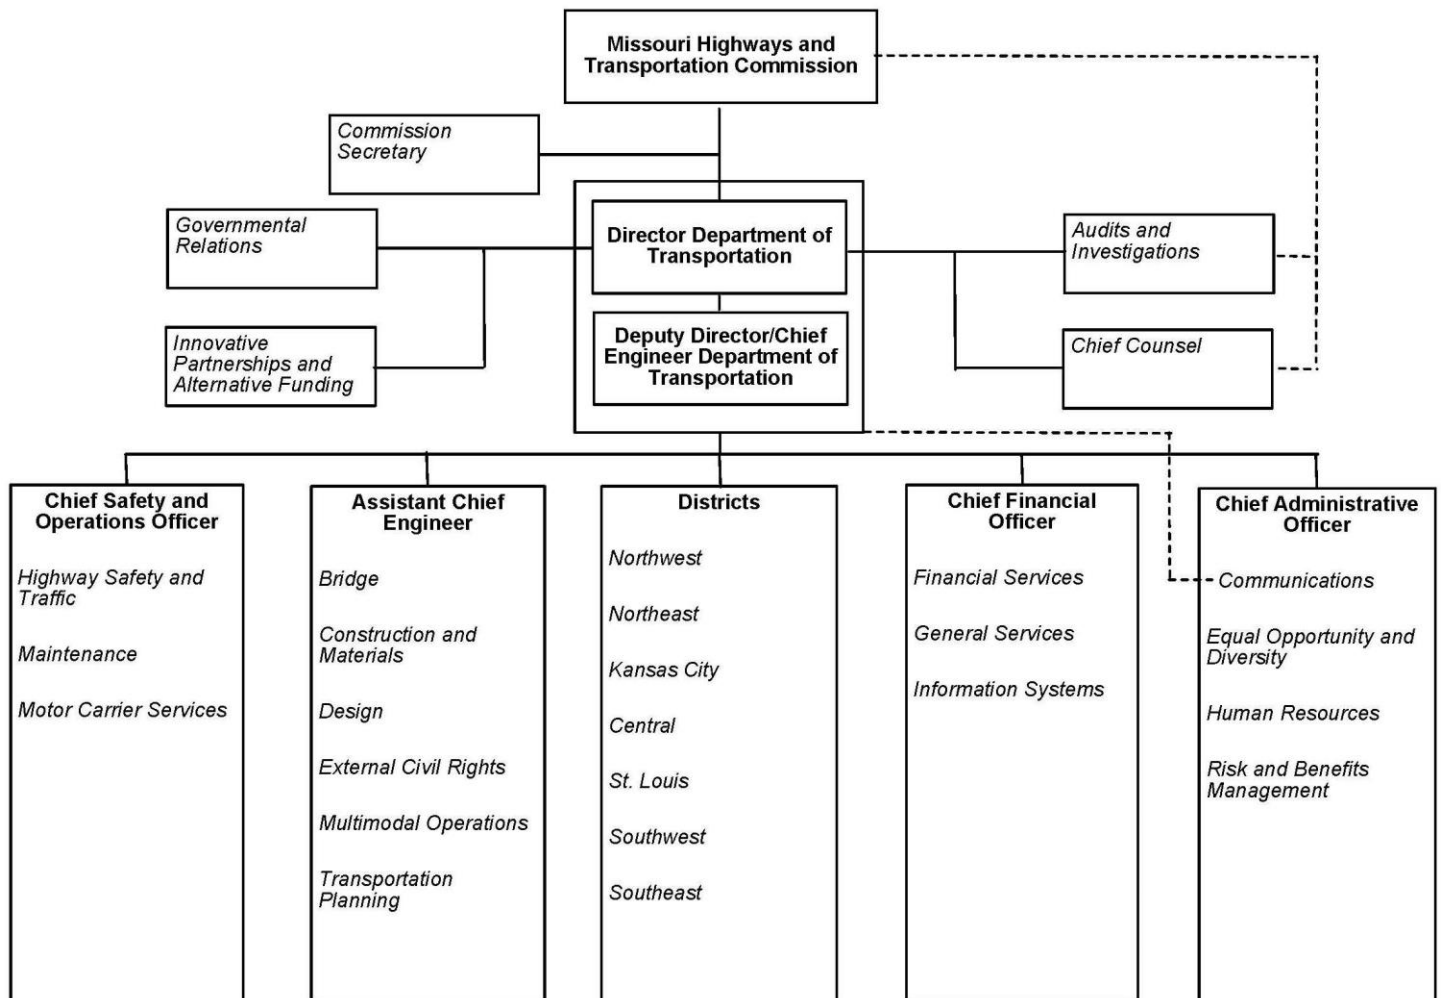 Missouri Highways and
Transportation Commission
Commission
Secretary
Governmental
Relations
Director Department of
Transportation
Audits and
Investigations
Innovative
Partnerships and
Alternative Funding
Deputy Director/Chief
Engineer Department of
Transportation
Chief Counsel
Chief Safety and
Operations Officer
Highway Safety and
Traffic
Maintenance
Motor Carrier Services
Assistant Chief
Engineer
Bridge
Construction and
Materials
Design
External Civil Rights
Multimodal Operations
Transportation
Planning
Districts
Northwest
Northeast
Kansas City
Central
St. Louis
Southwest
Southeast
Chief Financial
Officer
Financial Services
General Services
Information Systems
Chief Administrative
Officer
Communications
Equal Opportunity and
Diversity
Human Resources
Risk and Benefits
Management